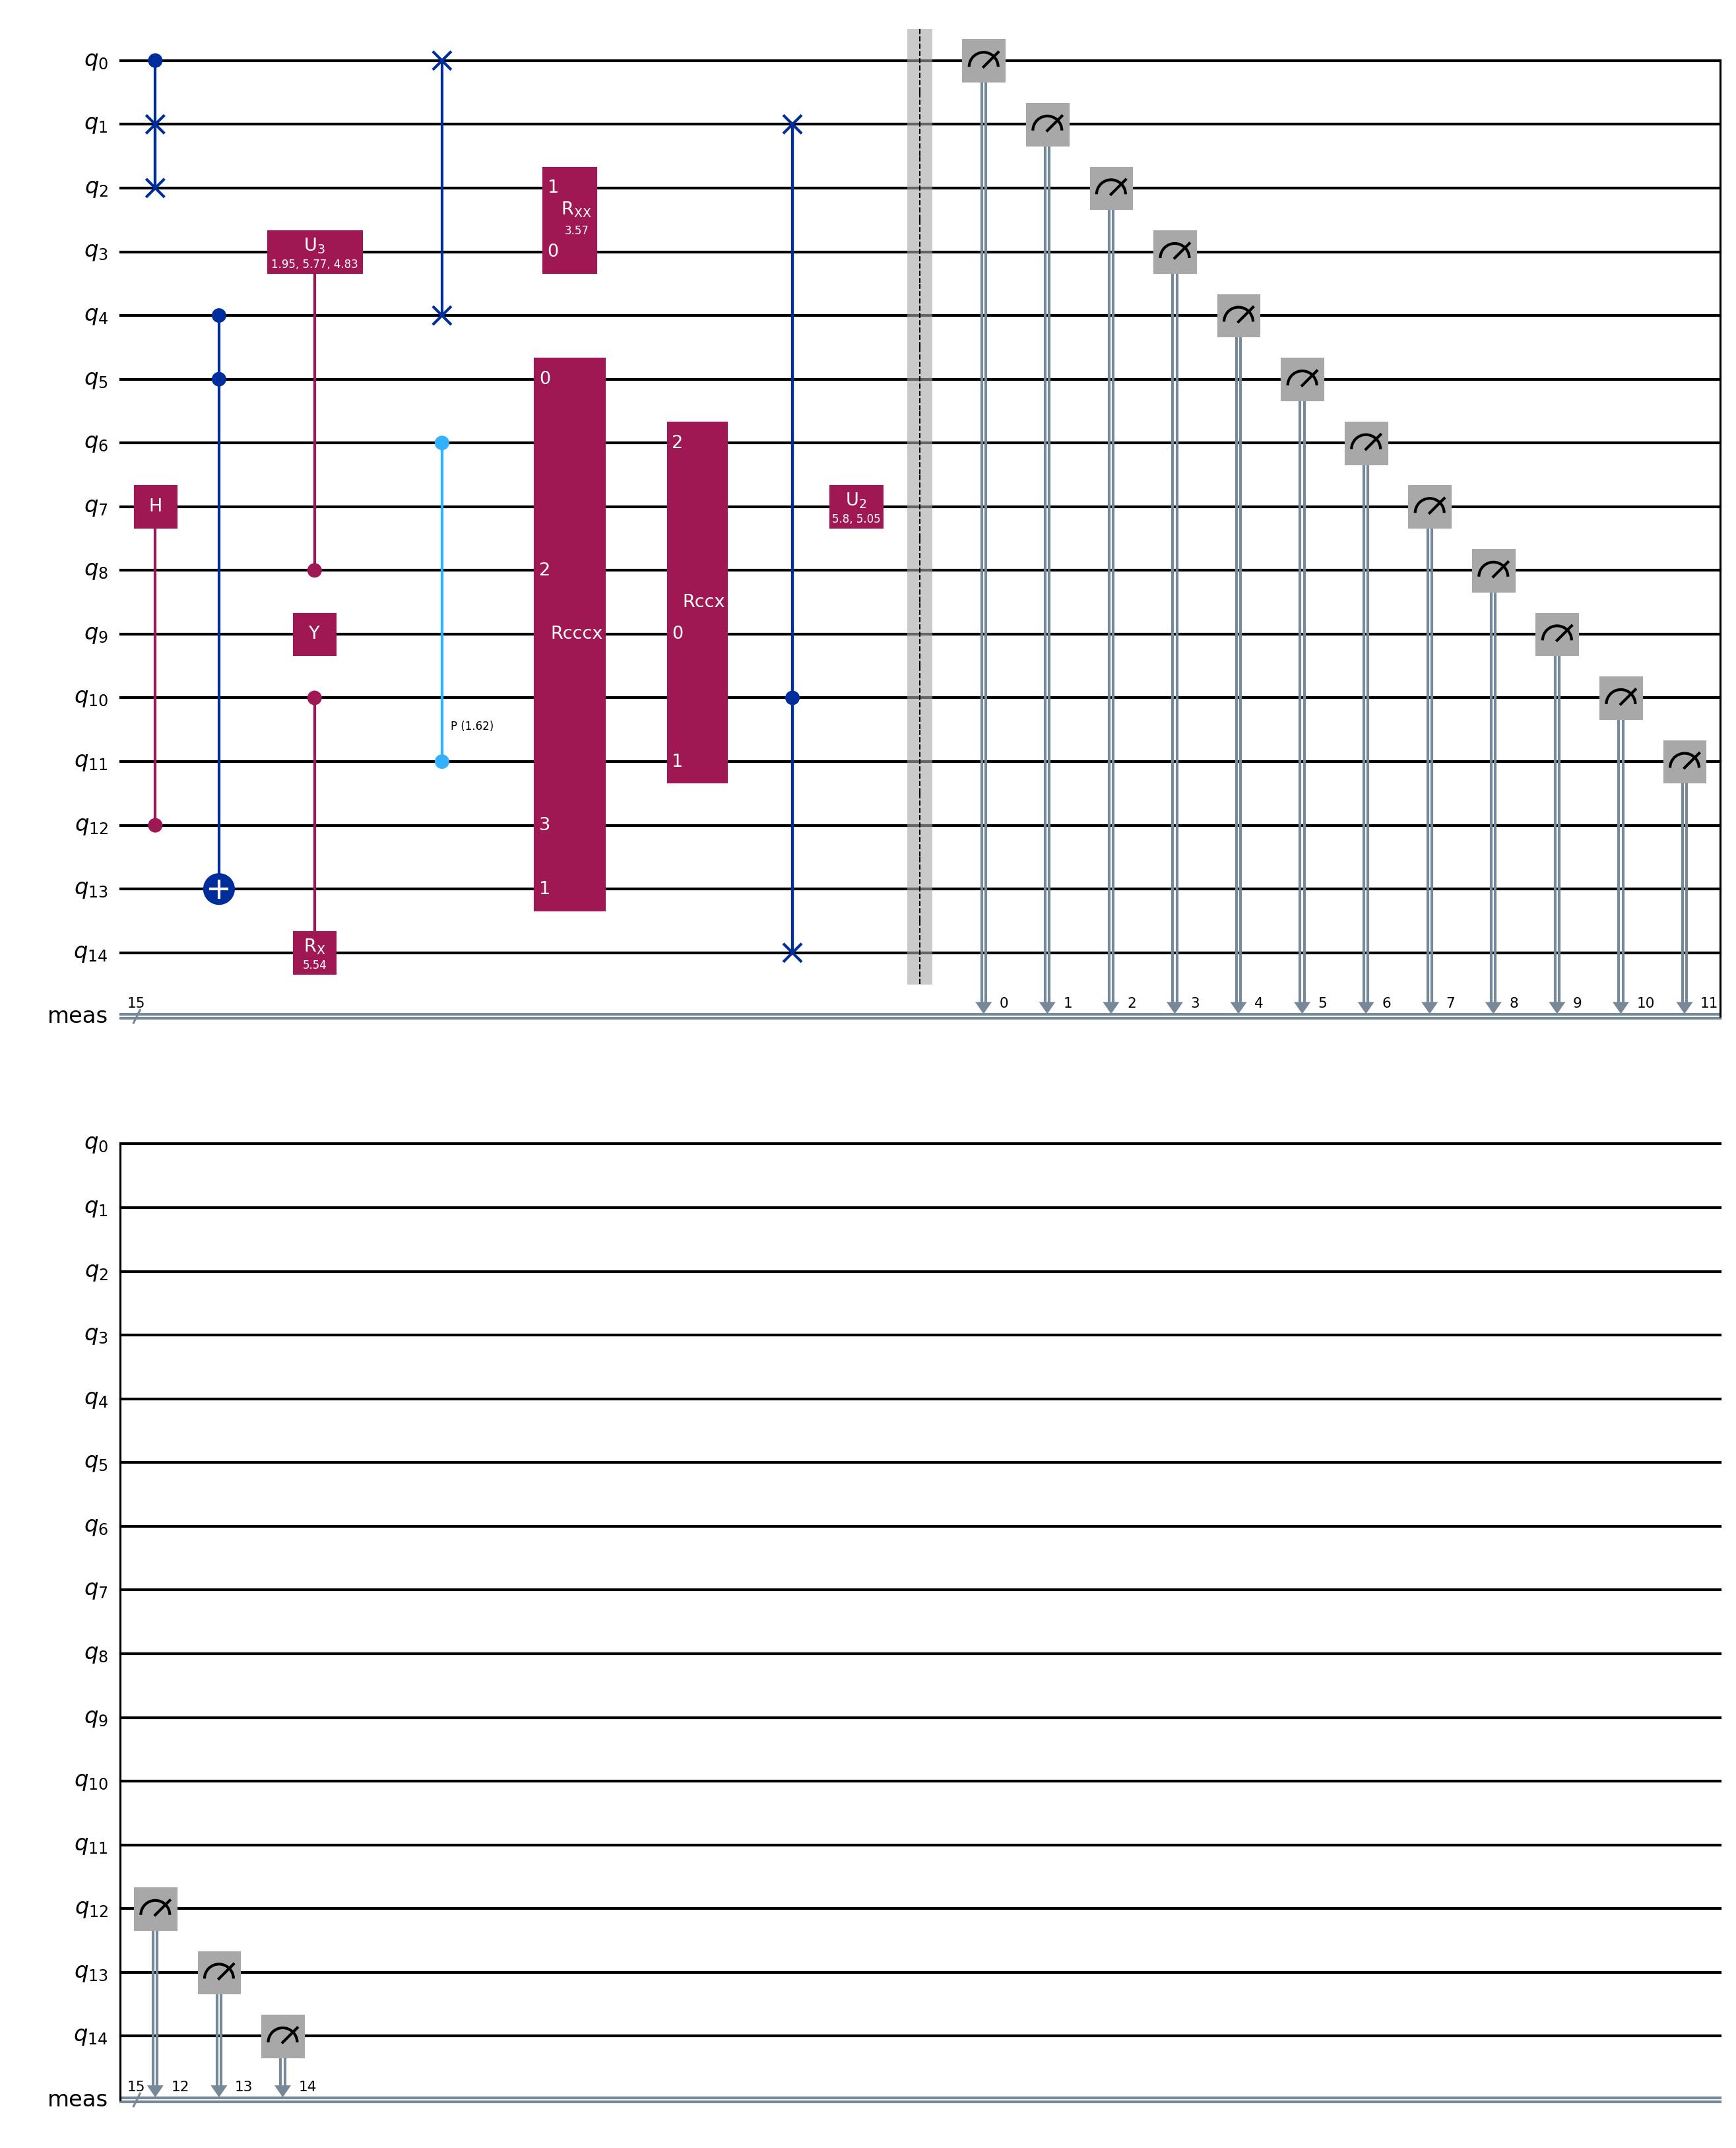 q0
q1
q2 1
RXX
U3 3.57
q3 1.95, 5.77, 4.83 0
q4
q5 0
q6 2
q7 H U2
5.8, 5.05
q8 2
Rccx
q9 Y Rcccx 0
q10
P (1.62)
q11 1
q12 3
q13 1
q14 RX
5.54
15 0 1 2 3 4 5 6 7 8 9 10 11
meas
q0
q1
q2
q3
q4
q5
q6
q7
q8
q9
q10
q11
q12
q13
q14
15 12 13 14
meas